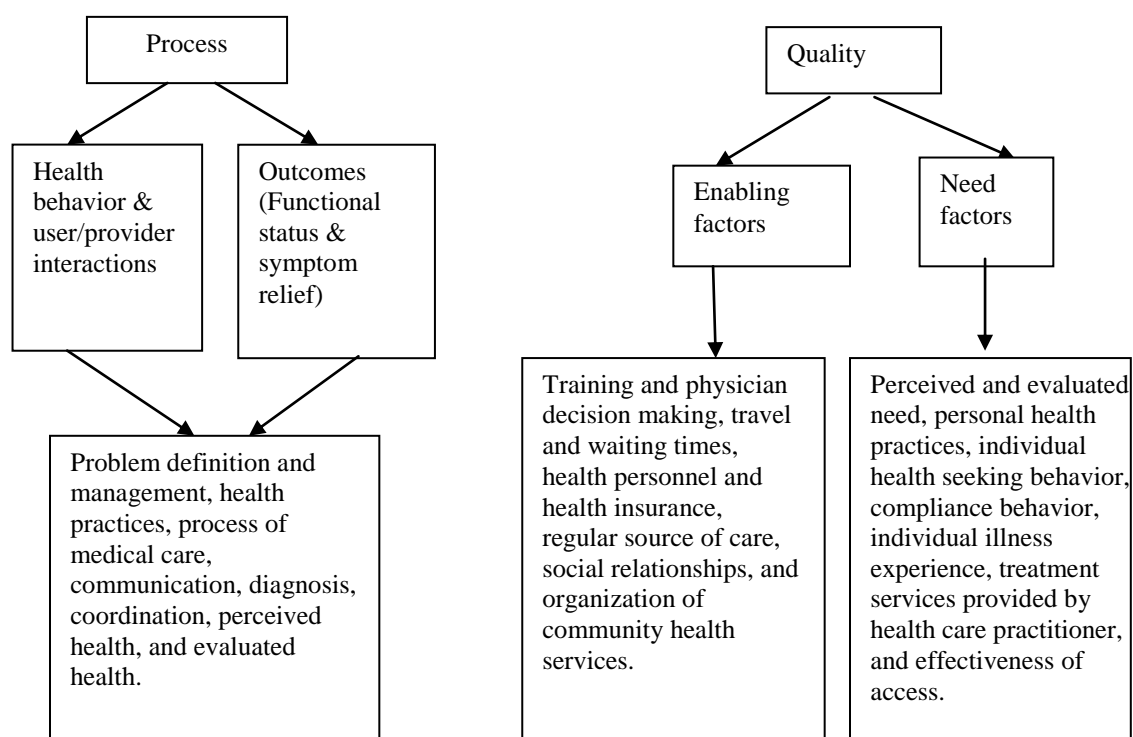 Process
Health
behavior &
user/provider
interactions
Outcomes
(Functional
status &
symptom
relief)
Problem definition and
management, health
practices, process of
medical care,
communication, diagnosis,
coordination, perceived
health, and evaluated
health.
Quality
Enabling
factors
Need
factors
Training and physician
decision making, travel
and waiting times,
health personnel and
health insurance,
regular source of care,
social relationships, and
organization of
community health
services.
Perceived and evaluated
need, personal health
practices, individual
health seeking behavior,
compliance behavior,
individual illness
experience, treatment
services provided by
health care practitioner,
and effectiveness of
access.